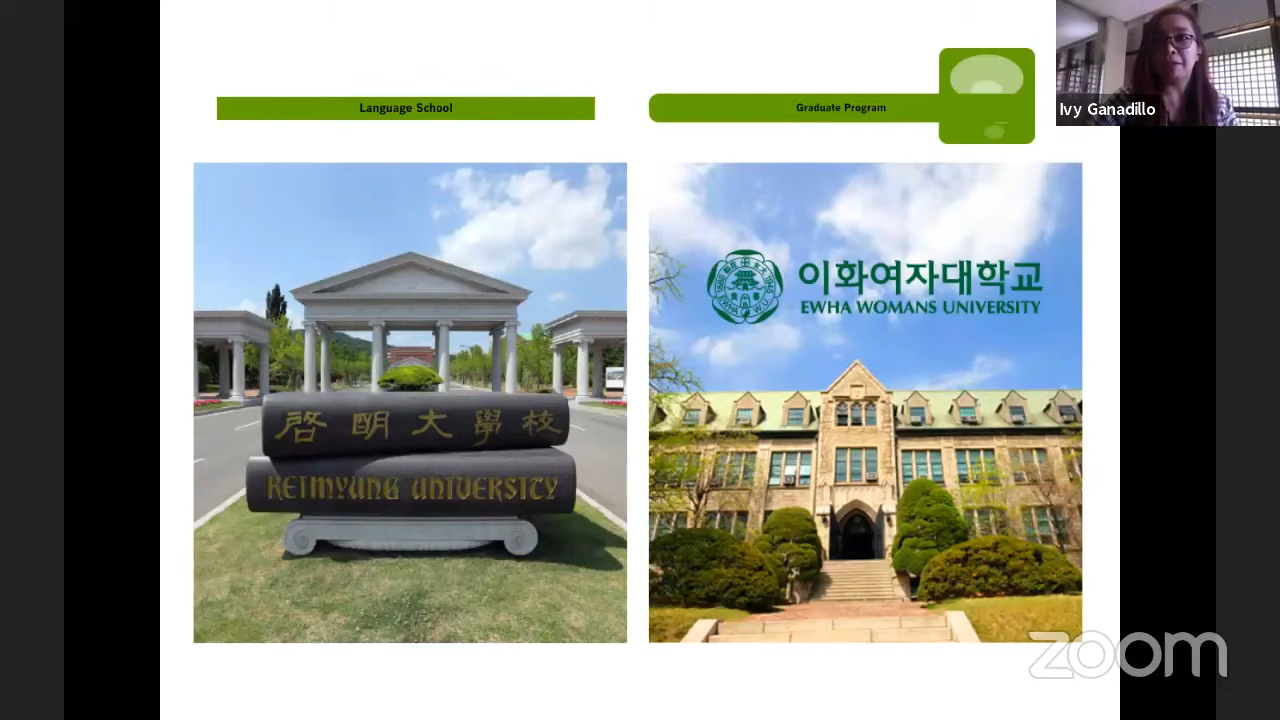 Language School
Graduate Program
Ivy Ganadillo
啓明大學校
KEIMYUNG UNIVERSITY
이화여자대학교
EWHA WOMANS UNIVERSITY
zoom